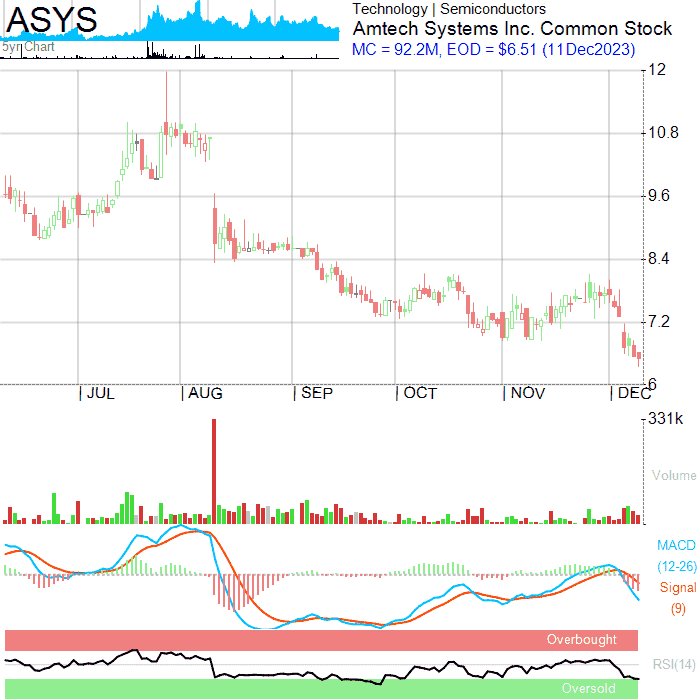 ASYS
5yr Chart
Technology | Semiconductors
Amtech Systems Inc. Common Stock
MC = 92.2M, EOD = $6.51 (11Dec2023)
12
10.8
9.6
8.4
7.2
6
JUL AUG SEP OCT NOV DEC
331k
Volume
MACD
(12-26)
Signal
(9)
Overbought
RSI(14)
Oversold